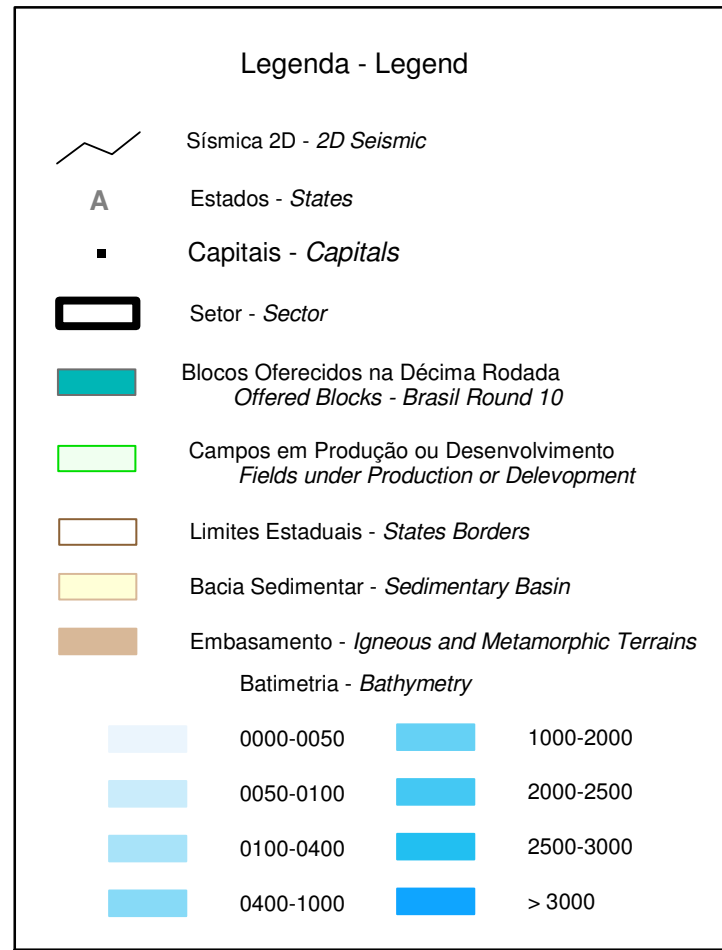 Legenda - Legend
Sísmica 2D - 2D Seismic
A
Estados - States
Capitais - Capitals
Setor - Sector
Blocos Oferecidos na Décima Rodada
Offered Blocks - Brasil Round 10
Campos em Produção ou Desenvolvimento
Fields under Production or Delevopment
Limites Estaduais - States Borders
Bacia Sedimentar - Sedimentary Basin
Embasamento - Igneous and Metamorphic Terrains
Batimetria - Bathymetry
0000-0050
1000-2000
0050-0100
2000-2500
0100-0400
2500-3000
0400-1000
> 3000